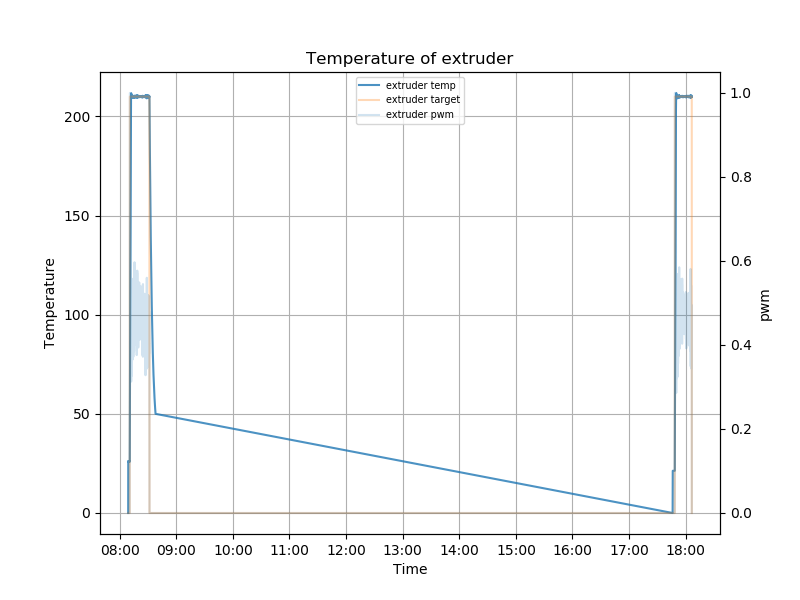 Temperature of extruder
extruder temp
extruder target
extruder pwm
200
150
100
50
0
Temperature
1.0
0.8
0.6
0.4
0.2
0.0
pwm
08:00 09:00 10:00 11:00 12:00 13:00 14:00 15:00 16:00 17:00 18:00
Time